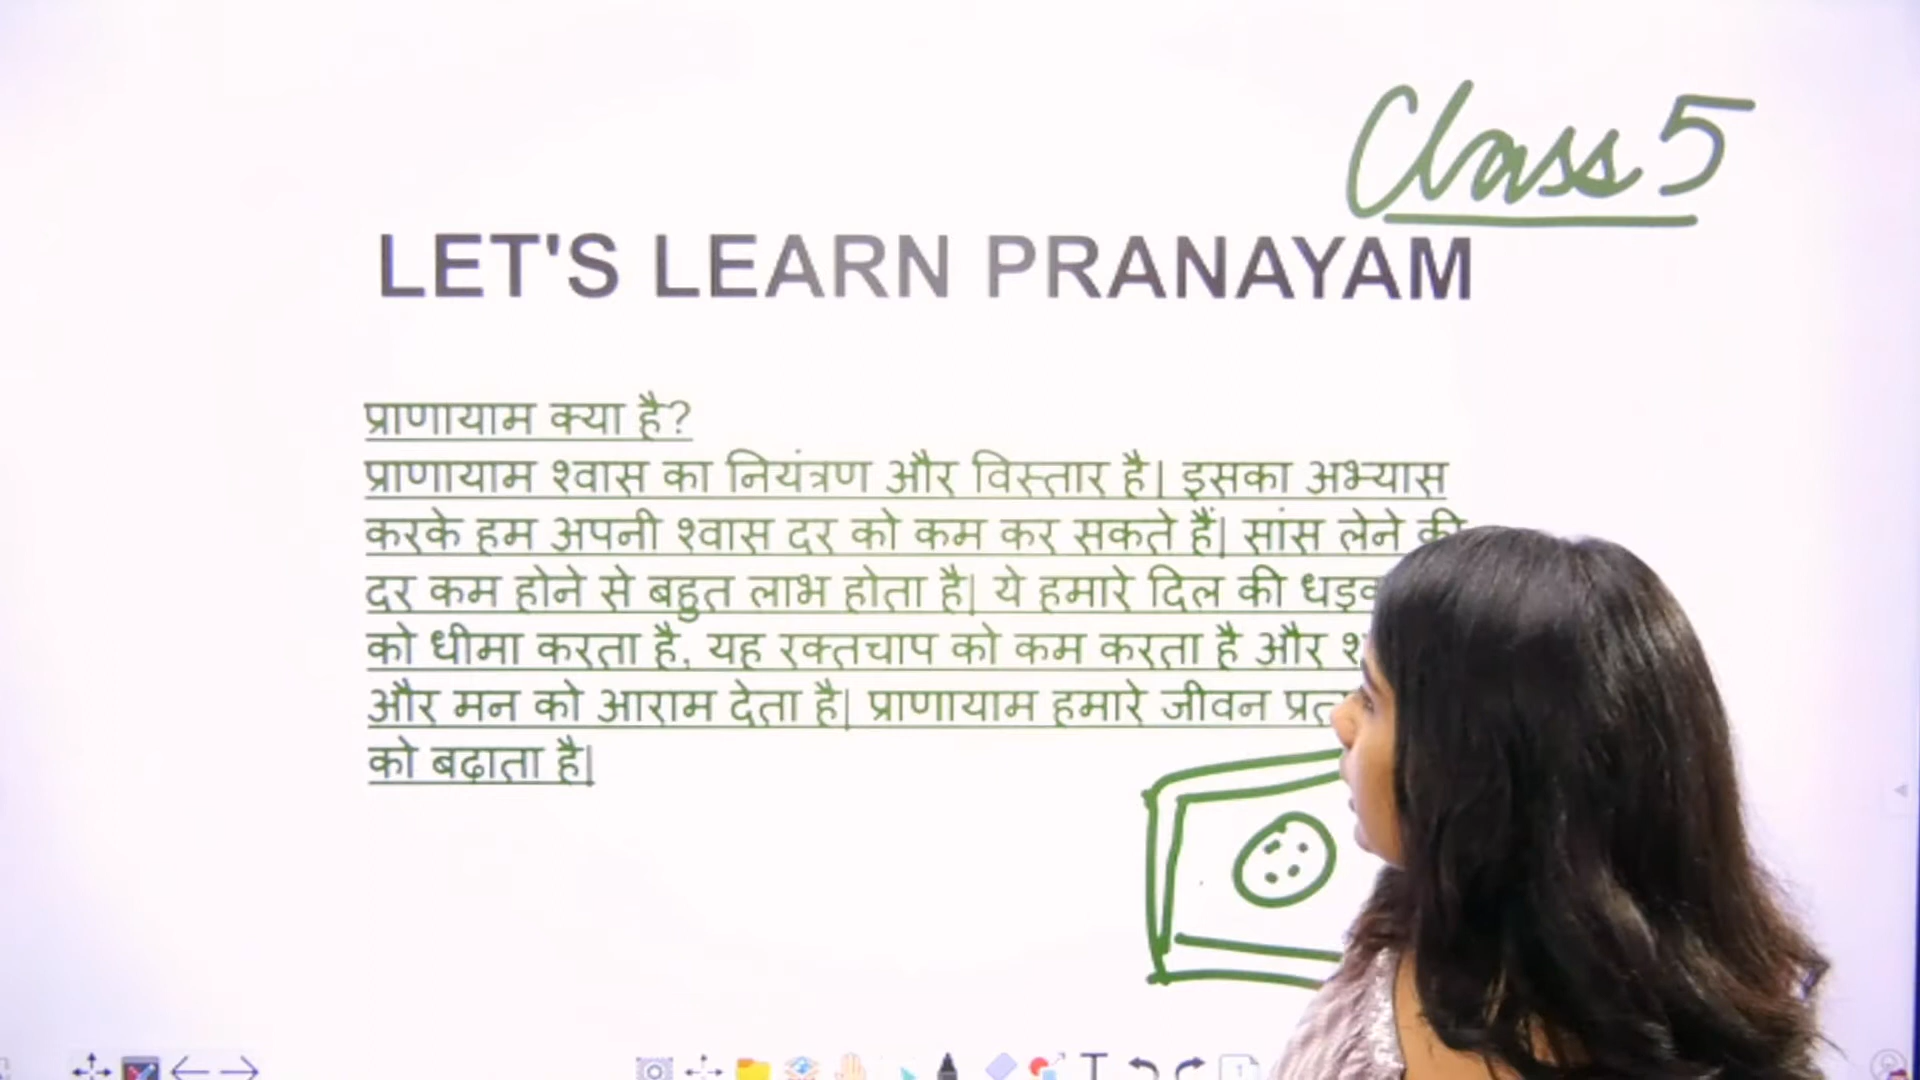 Class 5
LET'S LEARN PRANAYAM
प्राणायाम क्या है?
प्राणायाम श्वास का नियंत्रण और विस्तार है| इसका अभ्यास
करके हम अपनी श्वास दर को कम कर सकते हैं| सांस लेने की
दर कम होने से बहुत लाभ होता है| ये हमारे दिल की
को धीमा करता है, यह रक्तचाप को कम करता है और
और मन को आराम देता है| प्राणायाम हमारे जीवन
को बढ़ाता है|